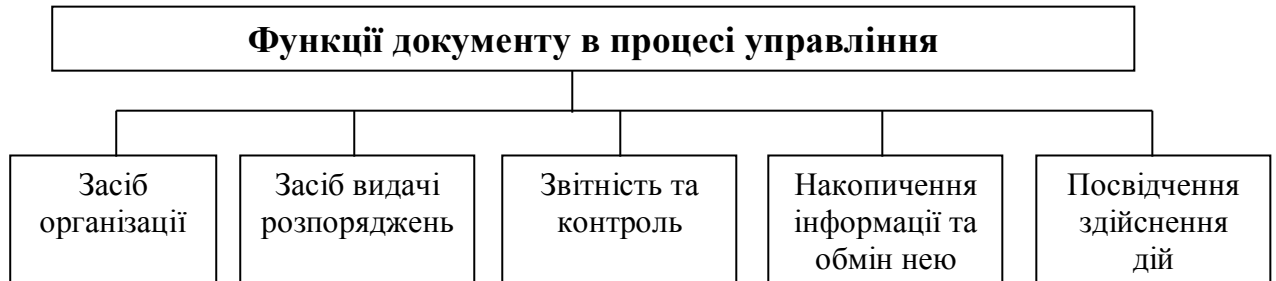 Функції документу в процесі управління
Засіб
організації
Засіб видачі
розпоряджень
Звітність та
контроль
Накопичення
інформації та
обмін нею
Посвідчення
здійснення
дій